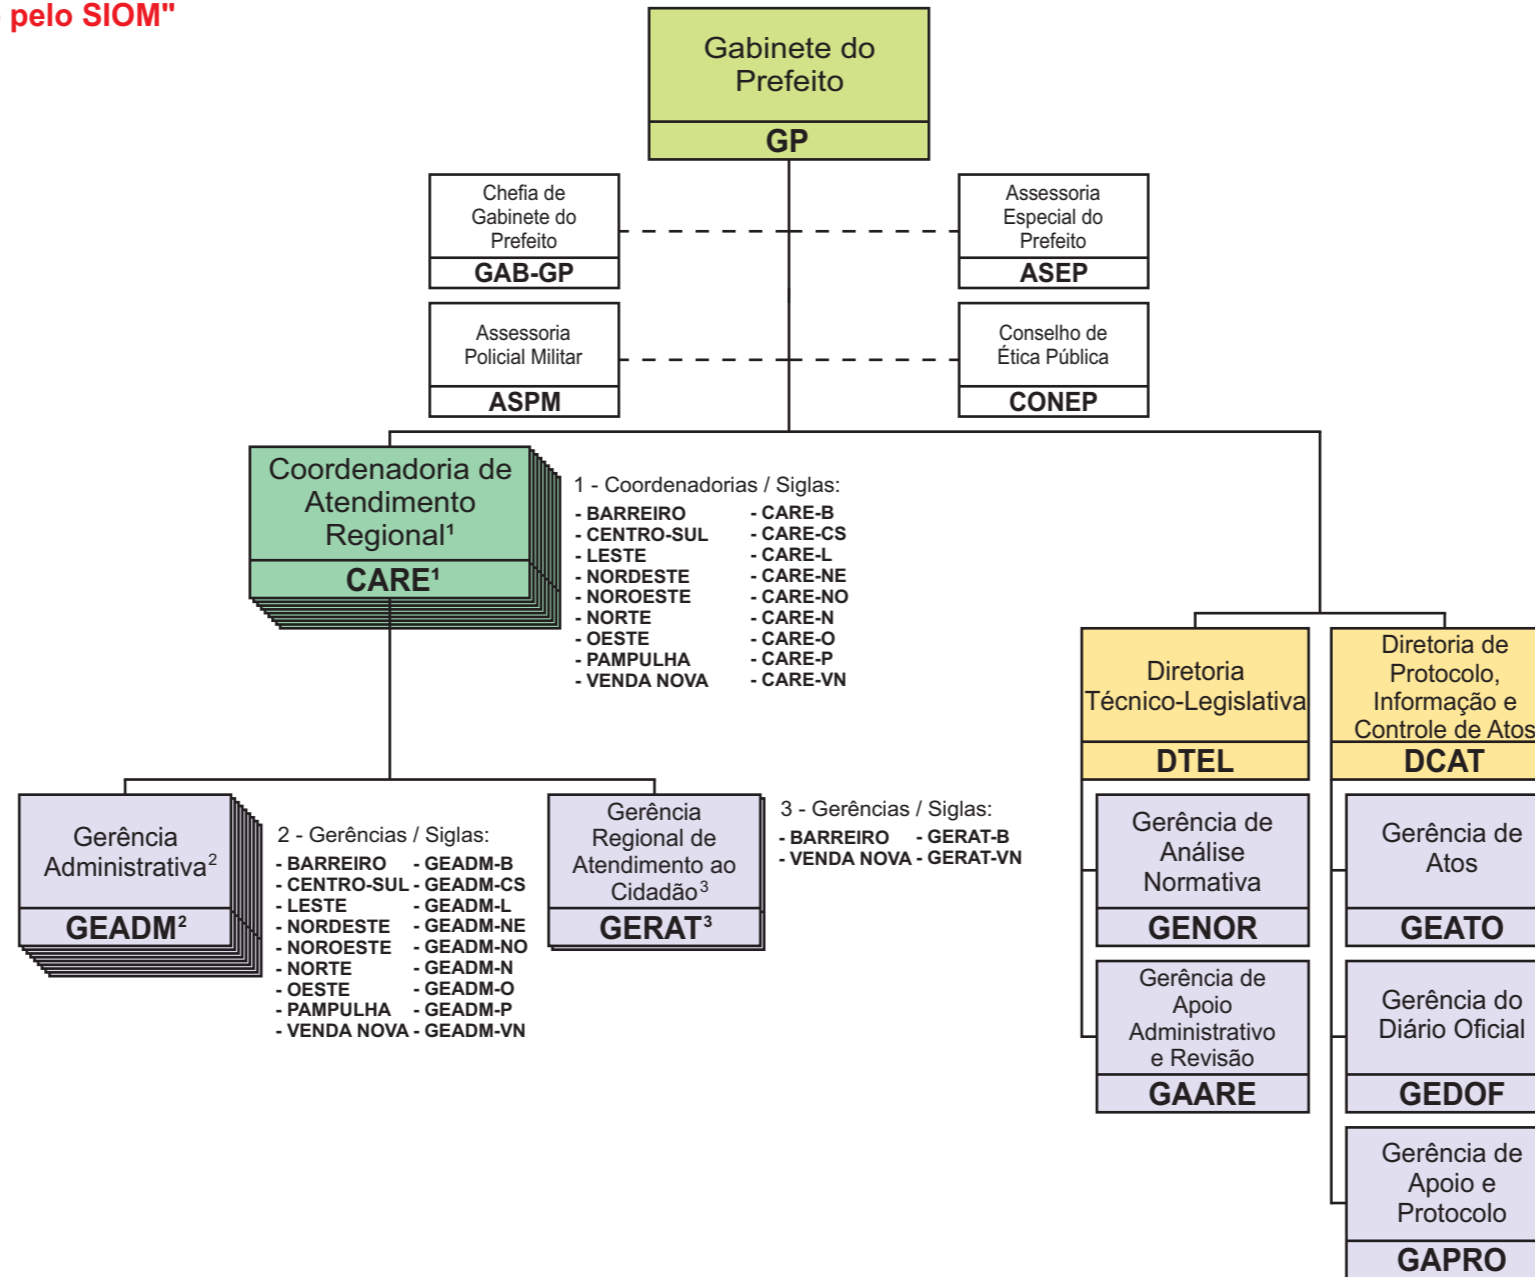 pelo SIOM"
Gabinete do
Prefeito
GP
Chefia de
Gabinete do
Prefeito
GAB-GP
Assessoria
Especial do
Prefeito
ASEP
Assessoria
Policial Militar
ASPM
Conselho de
Ética Pública
CONEP
Coordenadoria de
Atendimento
Regional¹
CARE¹
1 - Coordenadorias / Siglas:
- BARREIRO - CARE-B
- CENTRO-SUL - CARE-CS
- LESTE - CARE-L
- NORDESTE - CARE-NE
- NOROESTE - CARE-NO
- NORTE - CARE-N
- OESTE - CARE-O
- PAMPULHA - CARE-P
- VENDA NOVA - CARE-VN
Gerência
Administrativa²
GEADM²
2 - Gerências / Siglas:
- BARREIRO - GEADM-B
- CENTRO-SUL - GEADM-CS
- LESTE - GEADM-L
- NORDESTE - GEADM-NE
- NOROESTE - GEADM-NO
- NORTE - GEADM-N
- OESTE - GEADM-O
- PAMPULHA - GEADM-P
- VENDA NOVA - GEADM-VN
Gerência
Regional de
Atendimento ao
Cidadão³
GERAT³
3 - Gerências / Siglas:
- BARREIRO - GERAT-B
- VENDA NOVA - GERAT-VN
Diretoria
Técnico-Legislativa
DTEL
Gerência de
Análise
Normativa
GENOR
Gerência de
Apoio
Administrativo
e Revisão
GAARE
Diretoria de
Protocolo,
Informação e
Controle de Atos
DCAT
Gerência de
Atos
GEATO
Gerência do
Diário Oficial
GEDOF
Gerência de
Apoio e
Protocolo
GAPRO